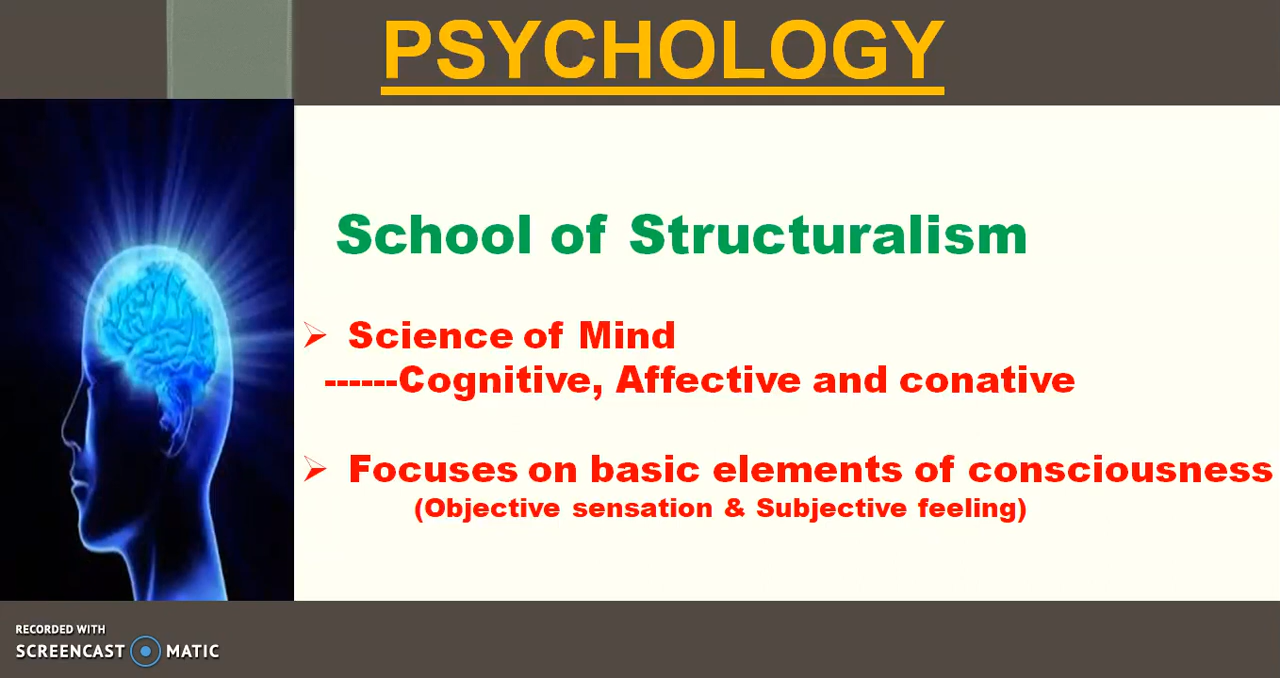 PSYCHOLOGY
School of Structuralism
➢ Science of Mind
------Cognitive, Affective and conative
➢ Focuses on basic elements of consciousness
(Objective sensation & Subjective feeling)
RECORDED WITH
SCREENCAST MATIC